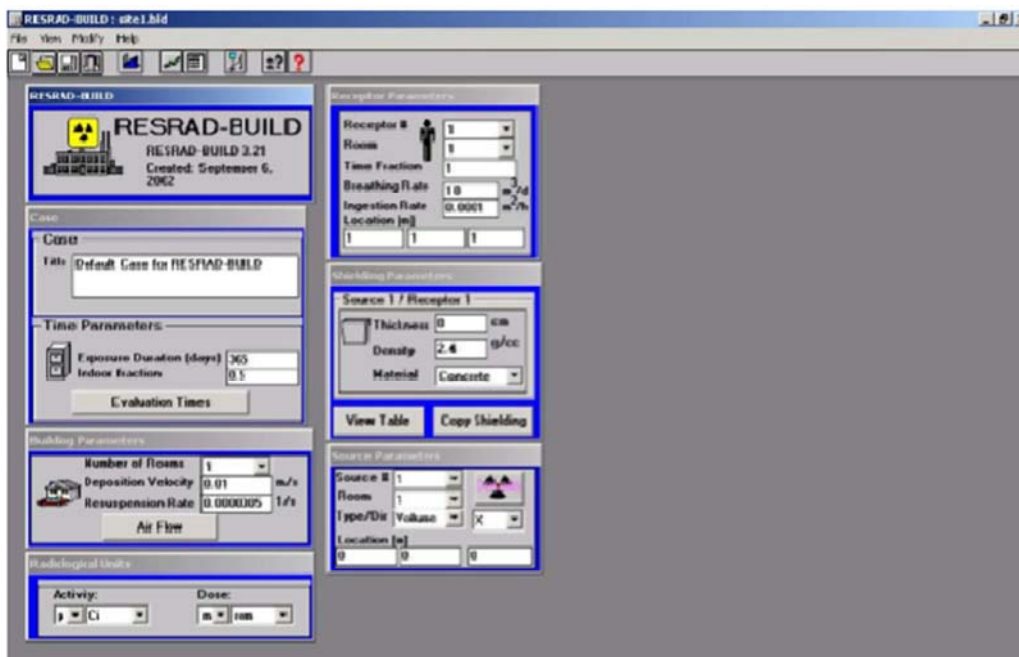 RESRAD-BUILD : site1.bld
File View Modify Help
RESRAD-BUILD
RESRAD-BUILD
RESRAD-BUILD 3.21
Created: September 6,
2002
Case
Case
Title Default Case for RESRAD-BUILD
Time Parameters
Exposure Duration (days) 365
Indoor Fraction 0.5
Evaluation Times
Building Parameters
Number of Rooms 1
Deposition Velocity 0.01 m/s
Resuspension Rate 0.0000005 1/s
Air Flow
Radiological Units
Activity: Dose:
p Ci m rem
Receptor Parameters
Receptor # 1
Room 1
Time Fraction 1
Breathing Rate 18 m3/d
Ingestion Rate 0.0001 m2/h
Location [m]
1 1 1
Shielding Parameters
Source 1 / Receptor 1
Thickness 0 cm
Density 2.4 g/cc
Material Concrete
View Table Copy Shielding
Source Parameters
Source # 1
Room 1
Type/Dir Volume X
Location [m]
0 0 0